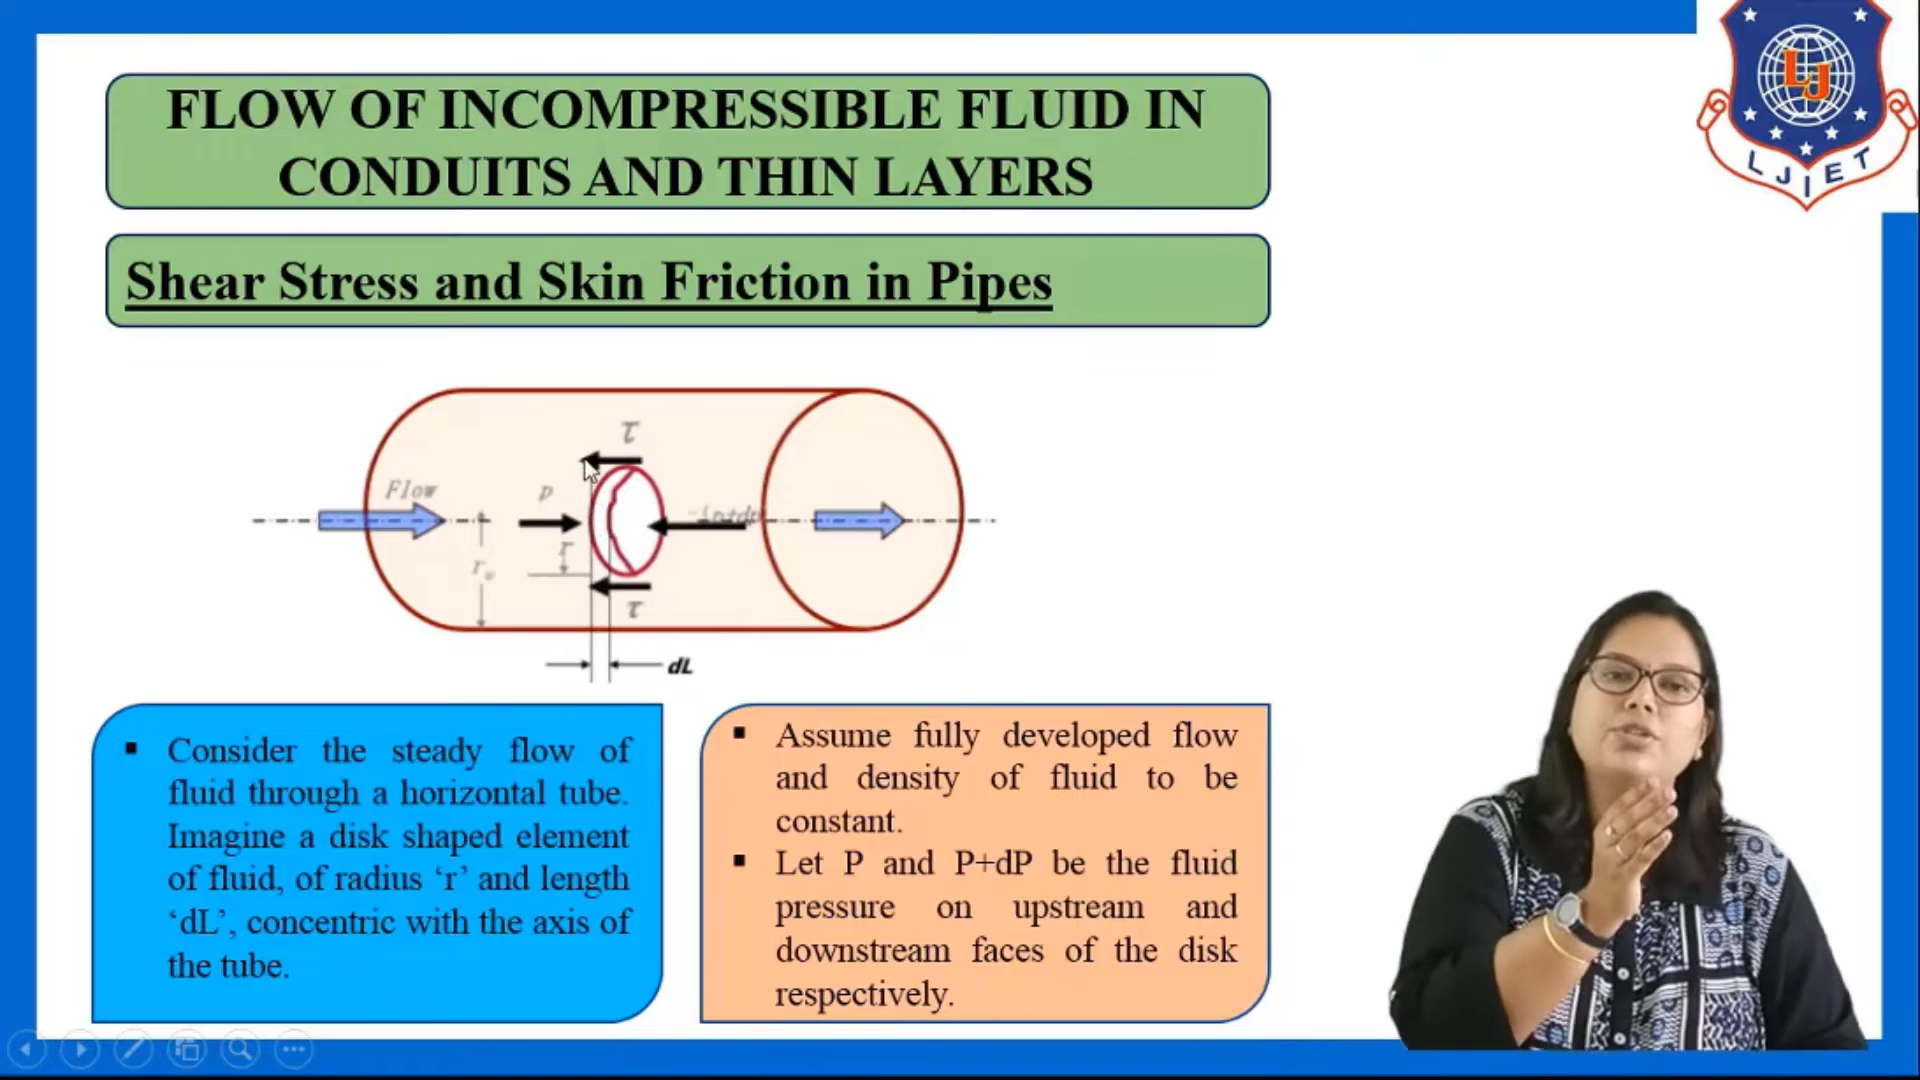 FLOW OF INCOMPRESSIBLE FLUID IN
CONDUITS AND THIN LAYERS
LJ
LJIET
Shear Stress and Skin Friction in Pipes
τ
Flow
p
-(p+dp)
r
r
τ
dL
▪ Consider the steady flow of
fluid through a horizontal tube.
Imagine a disk shaped element
of fluid, of radius ‘r’ and length
‘dL’, concentric with the axis of
the tube.
▪ Assume fully developed flow
and density of fluid to be
constant.
▪ Let P and P+dP be the fluid
pressure on upstream and
downstream faces of the disk
respectively.